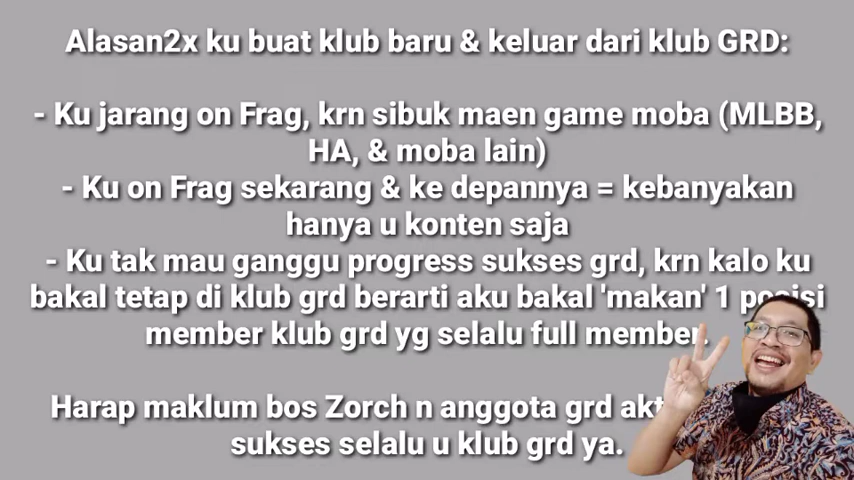 Alasan2x ku buat klub baru & keluar dari klub GRD:
- Ku jarang on Frag, krn sibuk maen game moba (MLBB,
HA, & moba lain)
- Ku on Frag sekarang & ke depannya = kebanyakan
hanya u konten saja
- Ku tak mau ganggu progress sukses grd, krn kalo ku
bakal tetap di klub grd berarti aku bakal 'makan' 1 posisi
member klub grd yg selalu full member.
Harap maklum bos Zorch n anggota grd
sukses selalu u klub grd ya.